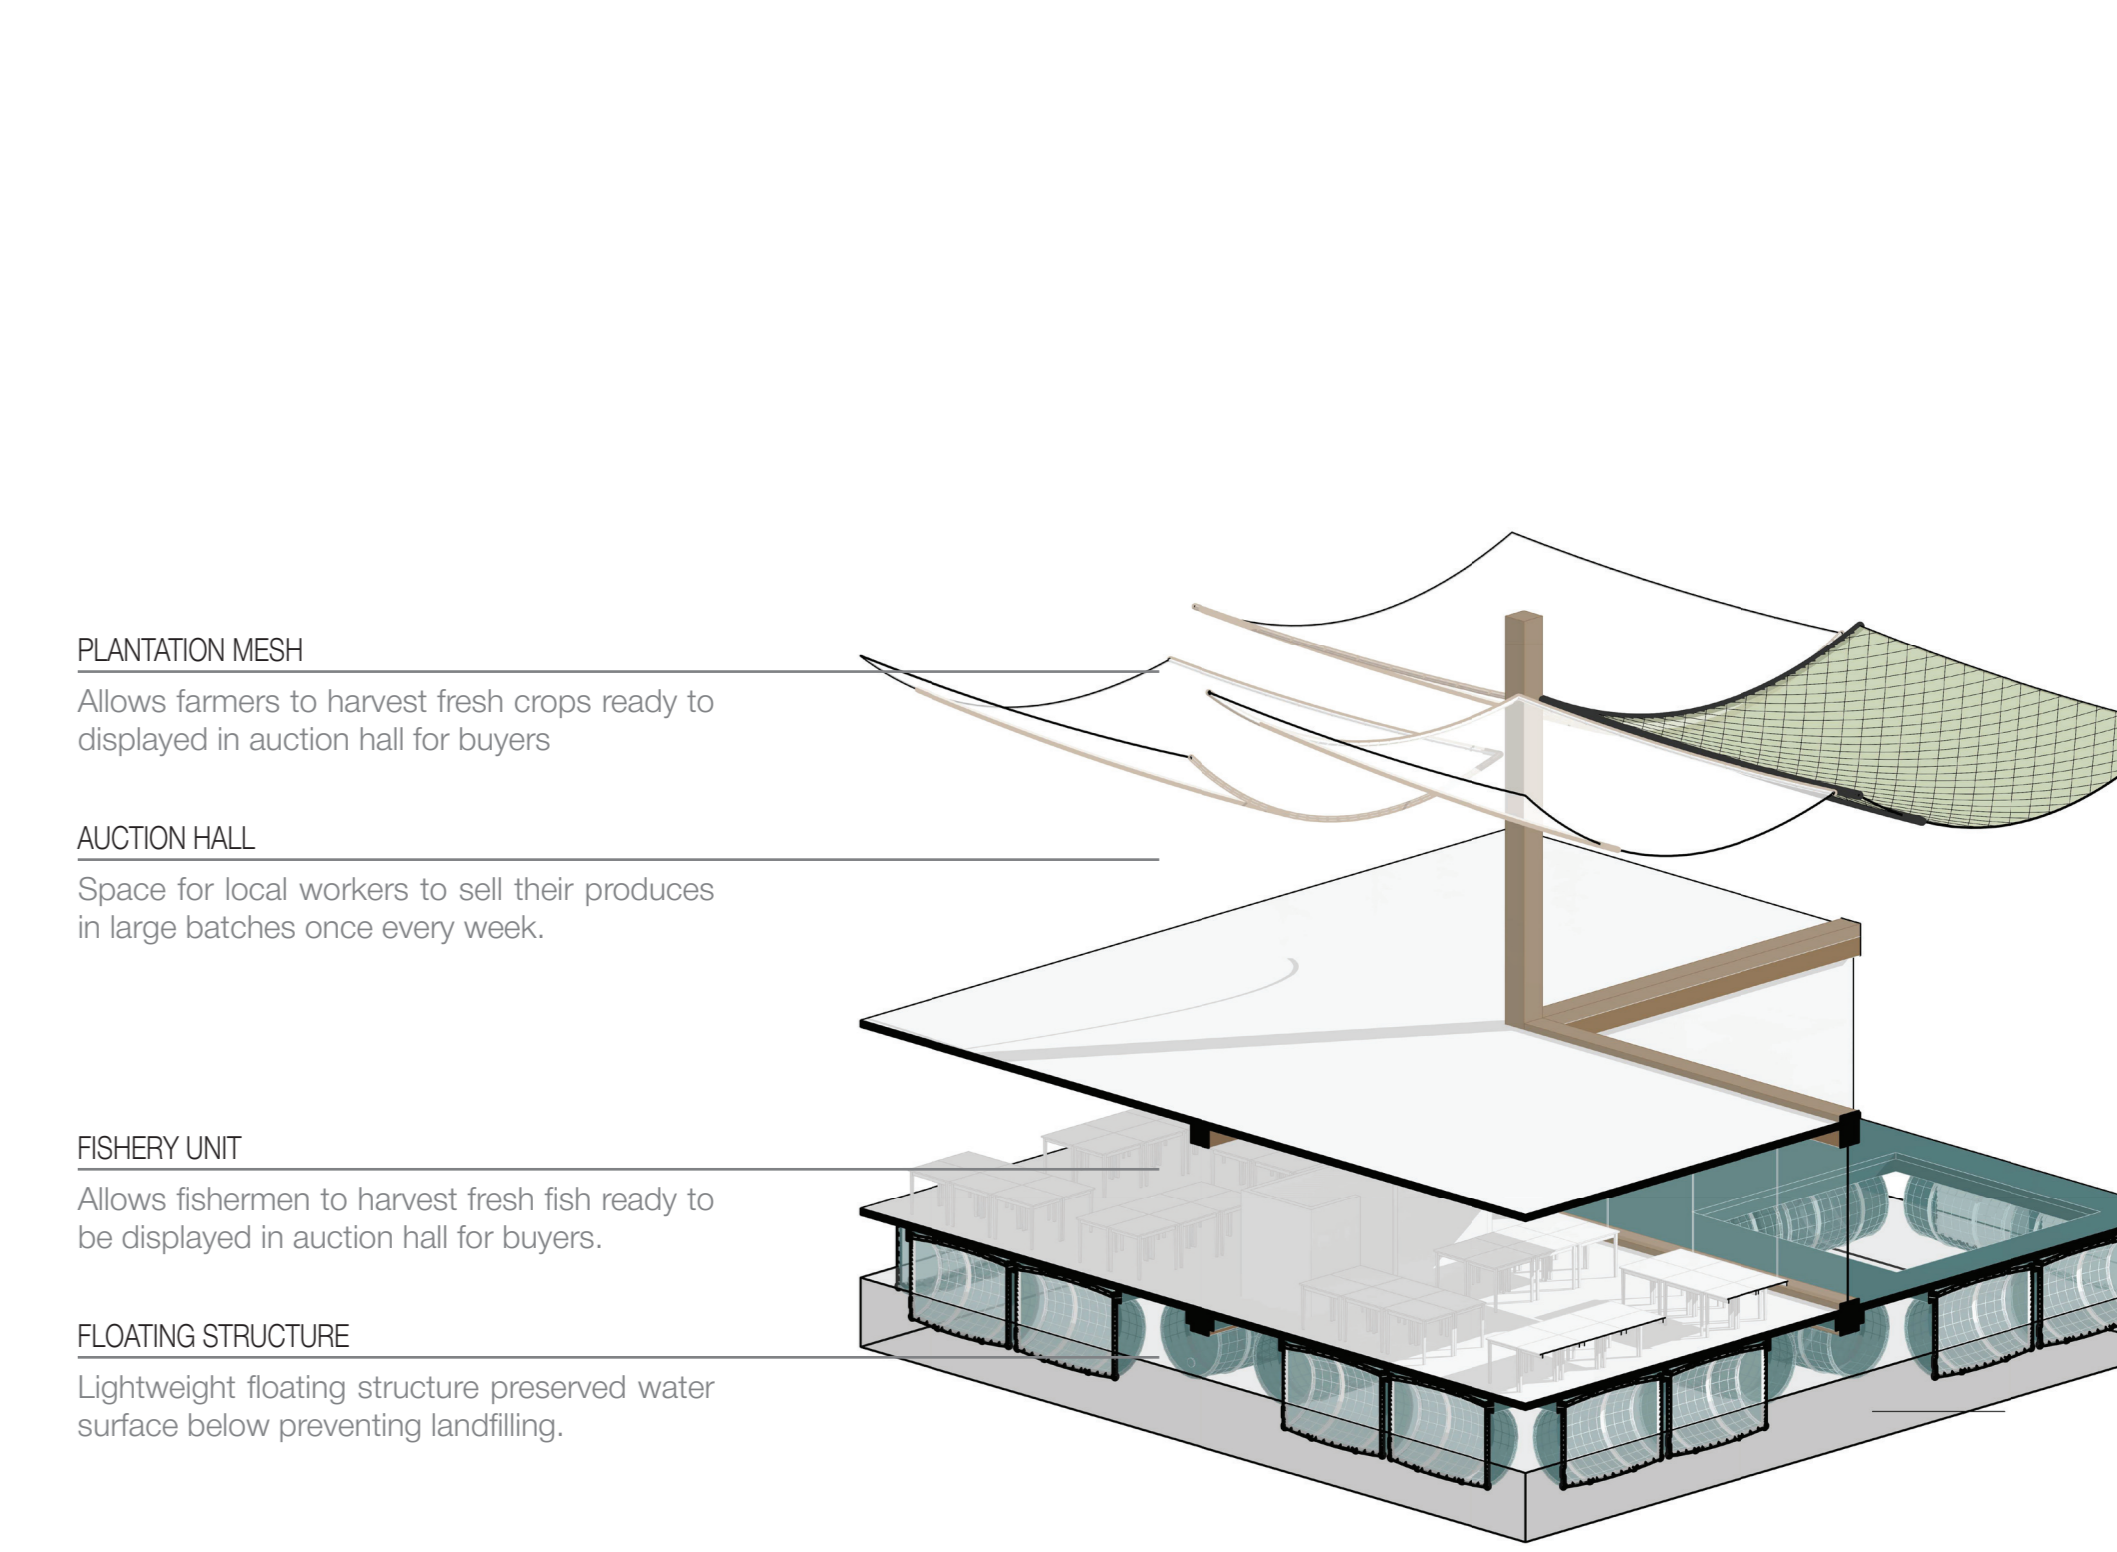 PLANTATION MESH
Allows farmers to harvest fresh crops ready to
displayed in auction hall for buyers
AUCTION HALL
Space for local workers to sell their produces
in large batches once every week.
FISHERY UNIT
Allows fishermen to harvest fresh fish ready to
be displayed in auction hall for buyers.
FLOATING STRUCTURE
Lightweight floating structure preserved water
surface below preventing landfilling.